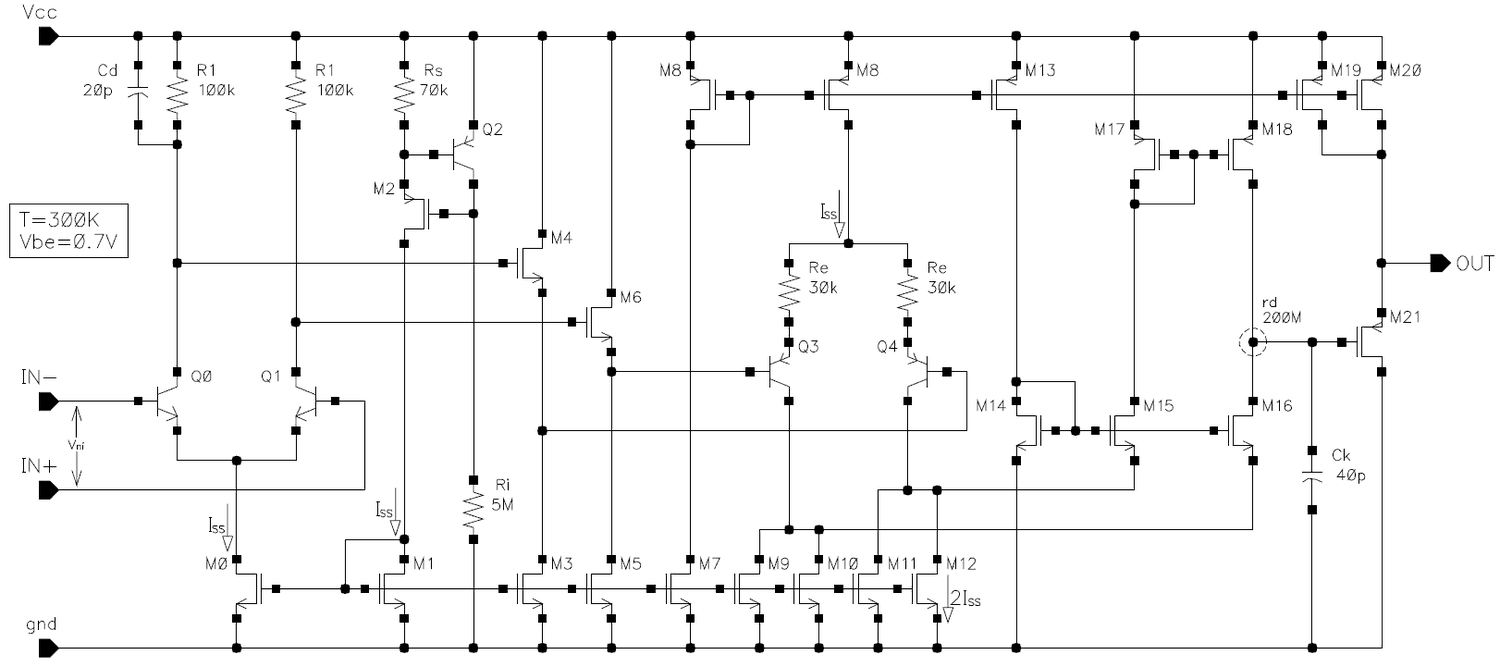 Vcc
Cd
20p
R1
100k
R1
100k
Rs
70k
Q2
M2
M8
M8
M13
M19
M20
M17
M18
T=300K
Vbe=0.7V
M4
M6
Iss
Re
30k
Re
30k
OUT
rd
200M
M21
Q3
Q4
IN-
Q0
Q1
Vni
IN+
M14
M15
M16
Ck
40p
Ri
5M
Iss
Iss
M0
M1
M3
M5
M7
M9
M10
M11
M12
2Iss
gnd